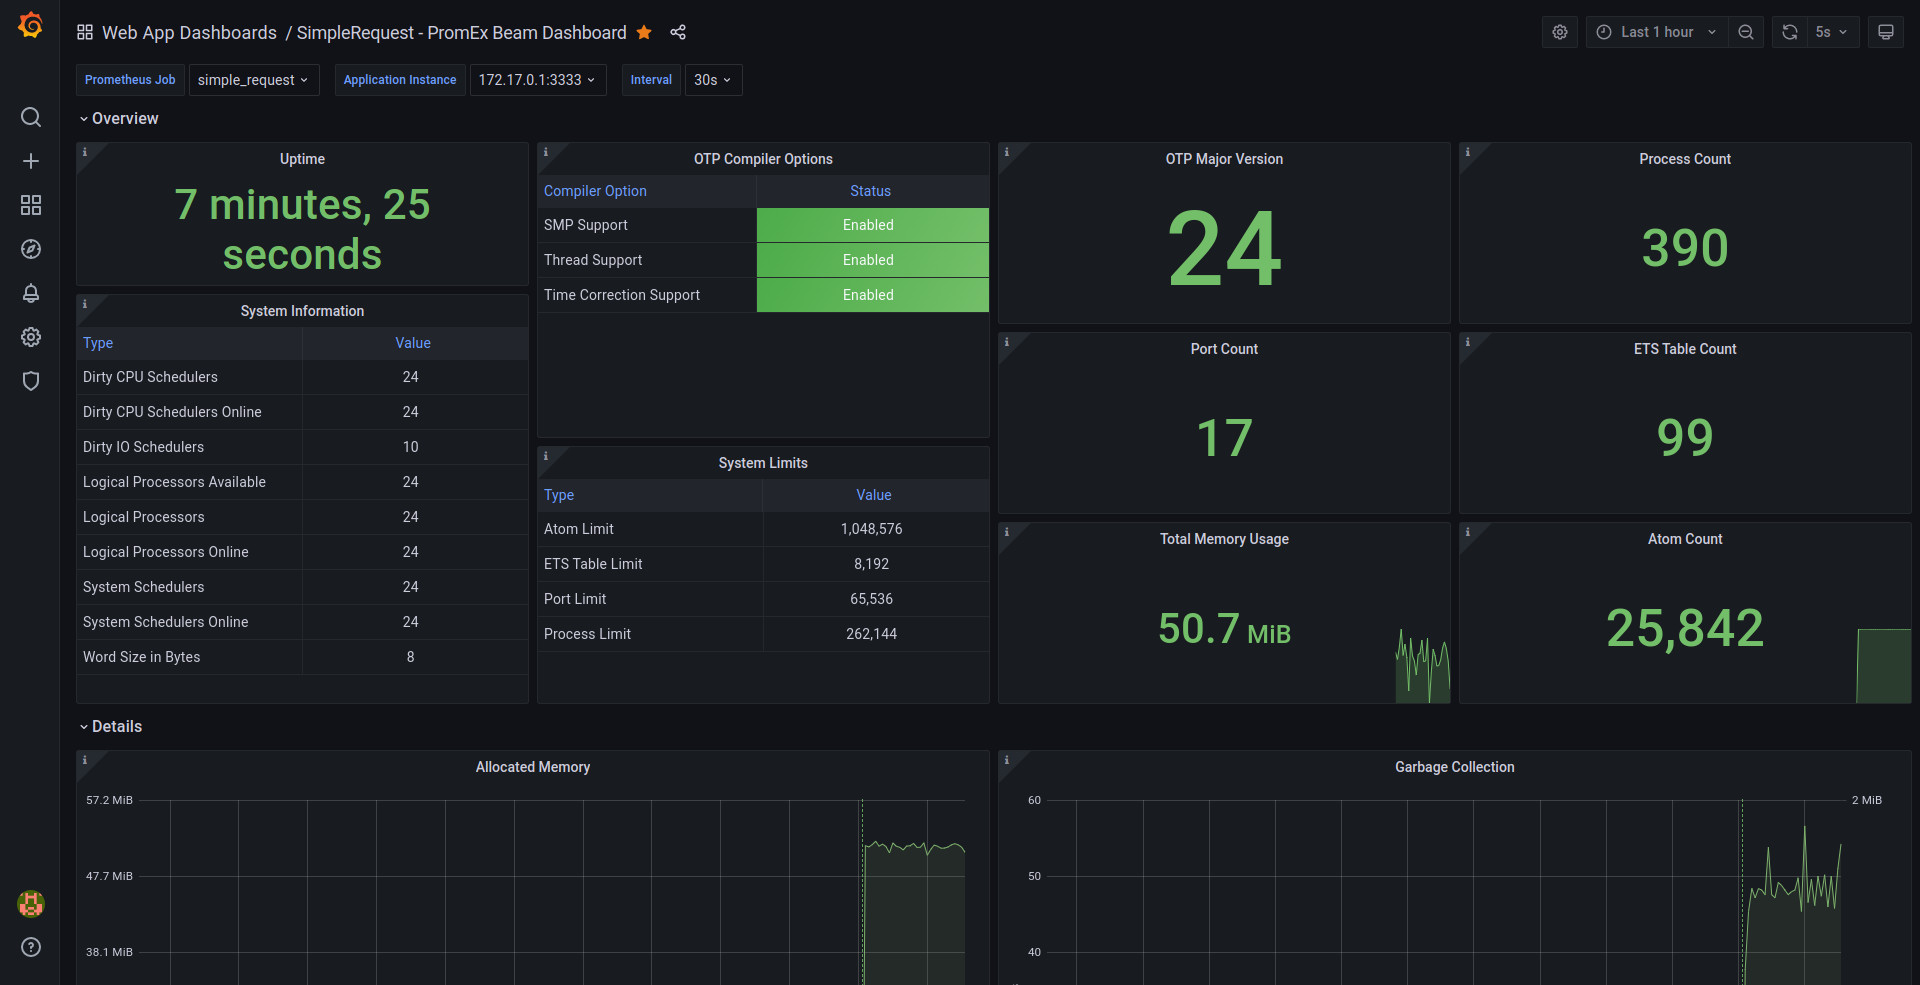 Web App Dashboards / SimpleRequest - PromEx Beam Dashboard
Last 1 hour
5s
Prometheus Job simple_request
Application Instance 172.17.0.1:3333
Interval 30s
Overview
Uptime
7 minutes, 25
seconds
System Information
Type Value
Dirty CPU Schedulers 24
Dirty CPU Schedulers Online 24
Dirty IO Schedulers 10
Logical Processors Available 24
Logical Processors 24
Logical Processors Online 24
System Schedulers 24
System Schedulers Online 24
Word Size in Bytes 8
OTP Compiler Options
Compiler Option Status
SMP Support Enabled
Thread Support Enabled
Time Correction Support Enabled
System Limits
Type Value
Atom Limit 1,048,576
ETS Table Limit 8,192
Port Limit 65,536
Process Limit 262,144
OTP Major Version
24
Process Count
390
Port Count
17
ETS Table Count
99
Total Memory Usage
50.7 MiB
Atom Count
25,842
Details
Allocated Memory
57.2 MiB
47.7 MiB
38.1 MiB
Garbage Collection
60
2 MiB
50
40